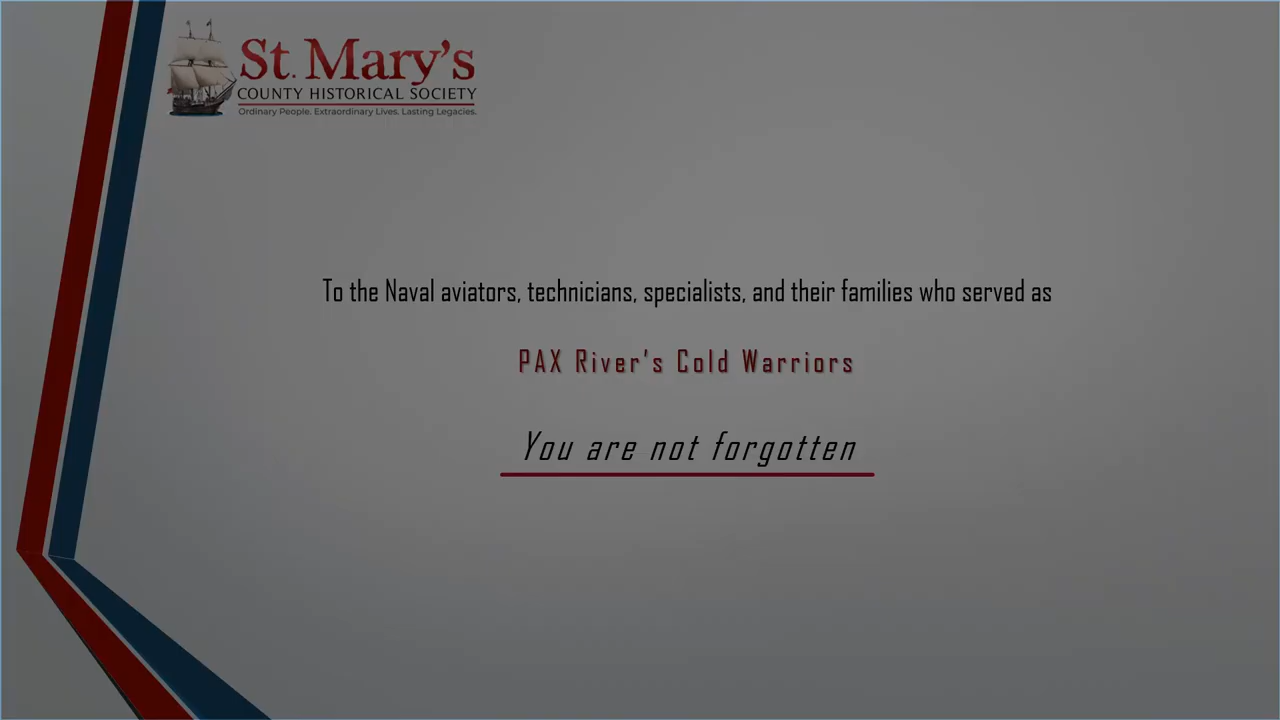 St. Mary's
COUNTY HISTORICAL SOCIETY
Ordinary People. Extraordinary Lives. Lasting Legacies.
To the Naval aviators, technicians, specialists, and their families who served as
PAX River's Cold Warriors
You are not forgotten